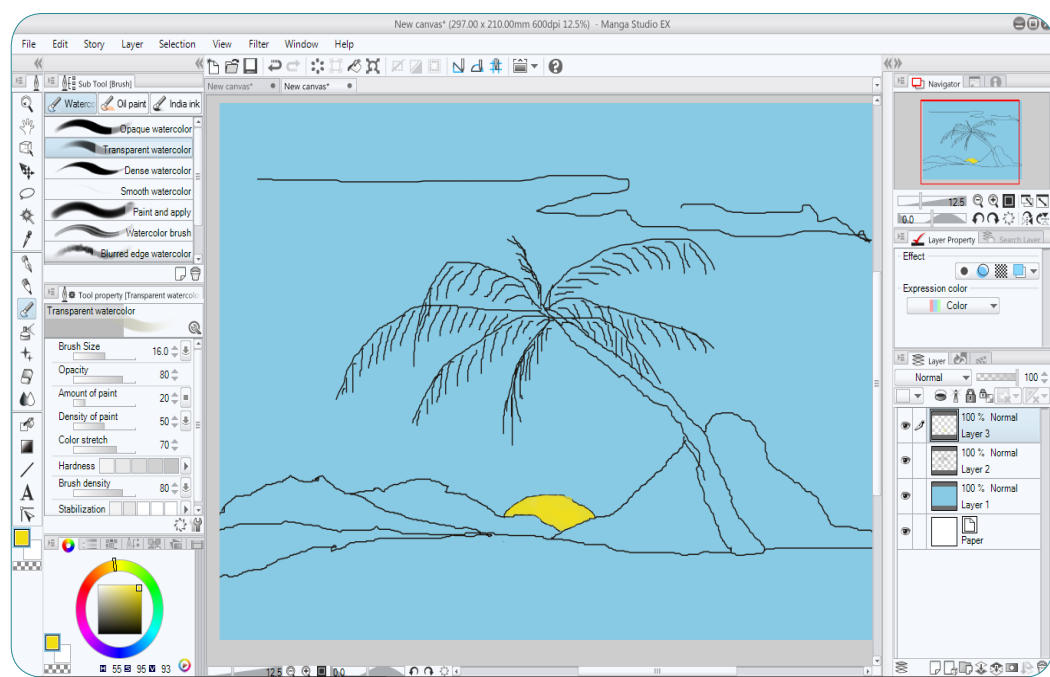 New canvas* (297.00 x 210.00mm 600dpi 12.5%)  - Manga Studio EX
File Edit Story Layer Selection View Filter Window Help
Sub Tool [Brush]
New canvas* New canvas*
Navigator
Waterco Oil paint India ink
Opaque watercolor
Transparent watercolor
Dense watercolor
Smooth watercolor
Paint and apply
Watercolor brush
Blurred edge watercolor
Tool property [Transparent watercolo
Transparent watercolor
Brush Size 16.0
Opacity 80
Amount of paint 20
Density of paint 50
Color stretch 70
Hardness
Brush density 80
Stabilization
A
55 95 93
12.5 0.0
12.5
0.0
Layer Property Search Layer
Effect
Expression color
Color
Layer
Normal 100
100 % Normal
Layer 3
100 % Normal
Layer 2
100 % Normal
Layer 1
Paper